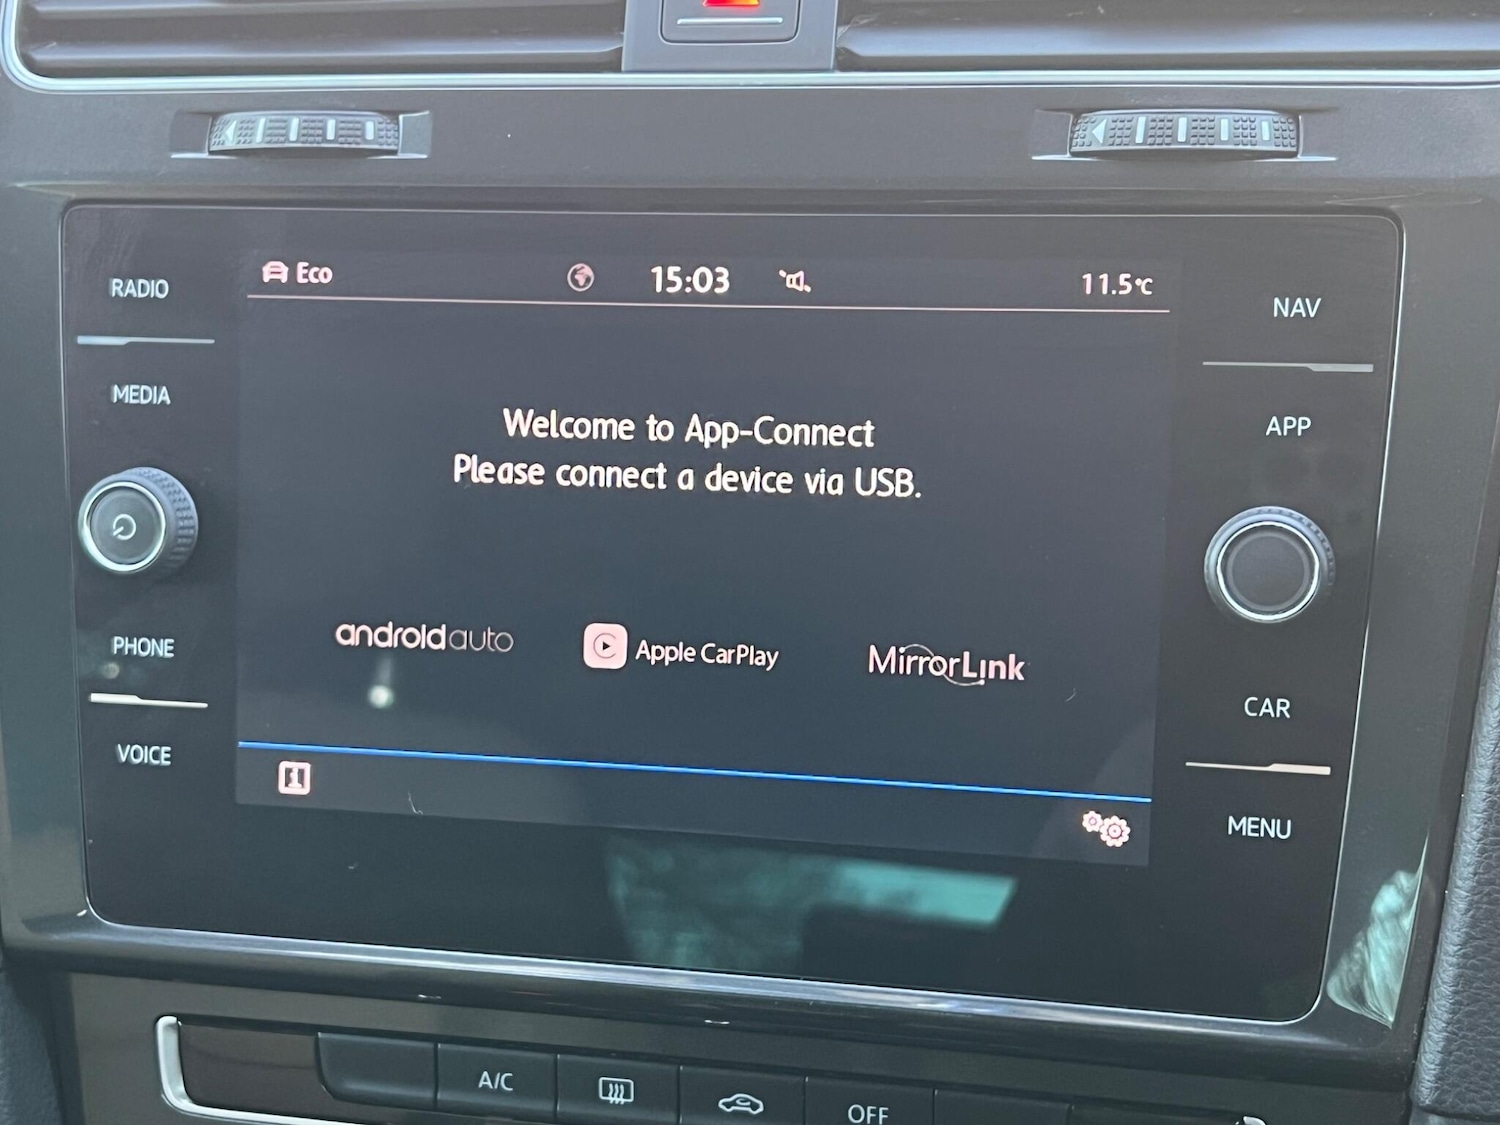 RADIO
MEDIA
PHONE
VOICE
Eco
15:03
11.5°C
Welcome to App-Connect
Please connect a device via USB.
androidauto
Apple CarPlay
MirrorLink
NAV
APP
CAR
MENU
A/C
OFF